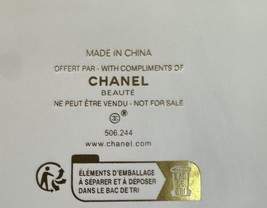 MADE IN CHINA
OFFERT PAR - WITH COMPLIMENTS OF
CHANEL
BEAUTÉ
NE PEUT ÊTRE VENDU - NOT FOR SALE
®
506.244
www.chanel.com
ÉLÉMENTS D'EMBALLAGE
À SÉPARER ET À DÉPOSER
DANS LE BAC DE TRI